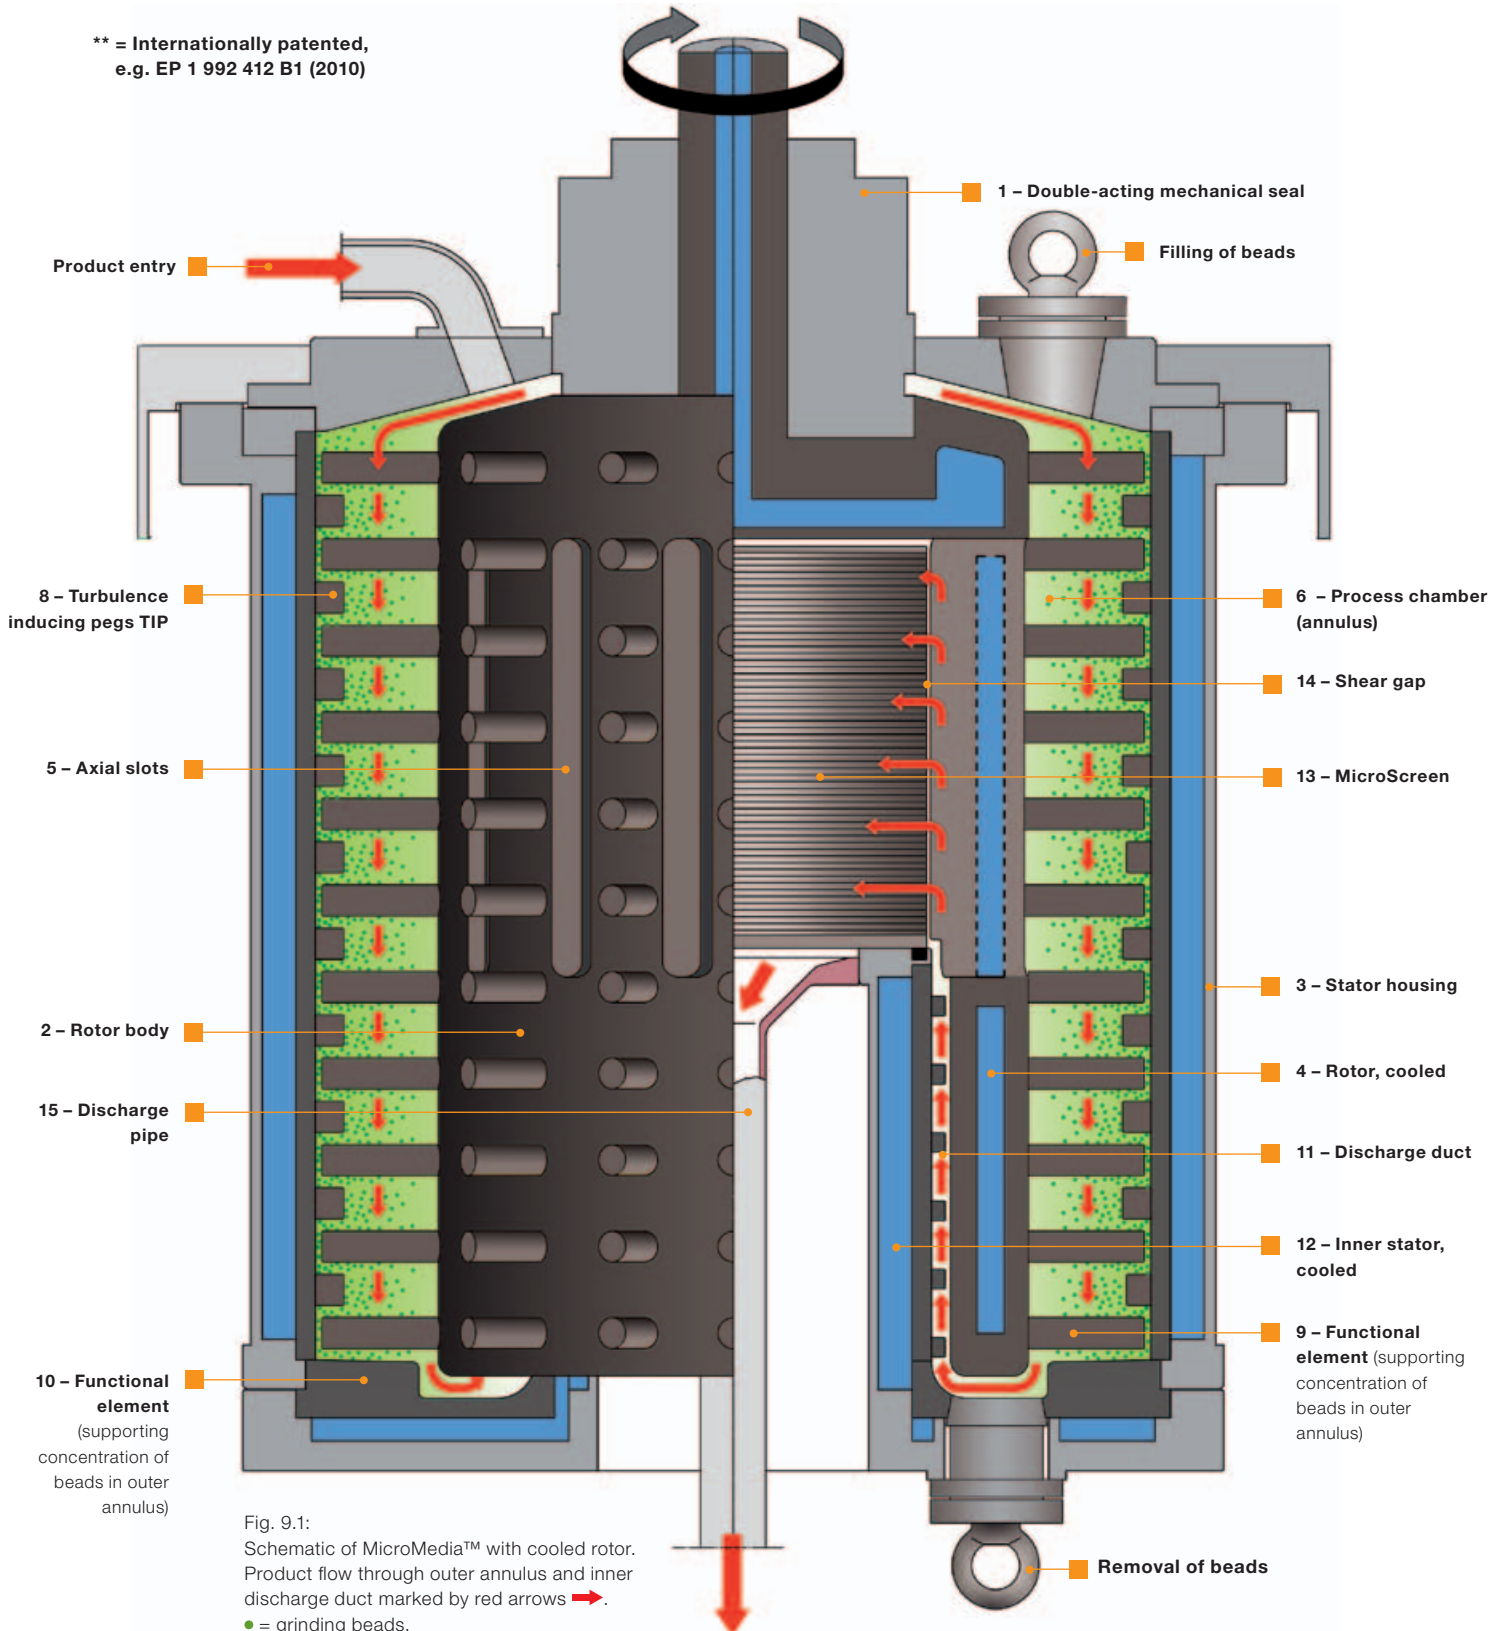 ** = Internationally patented,
e.g. EP 1 992 412 B1 (2010)
1 – Double-acting mechanical seal
Filling of beads
Product entry
8 – Turbulence
inducing pegs TIP
6 – Process chamber
(annulus)
14 – Shear gap
5 – Axial slots
13 – MicroScreen
3 – Stator housing
2 – Rotor body
4 – Rotor, cooled
15 – Discharge
pipe
11 – Discharge duct
12 – Inner stator,
cooled
9 – Functional
element (supporting
concentration of
beads in outer
annulus)
10 – Functional
element
(supporting
concentration of
beads in outer
annulus)
Fig. 9.1:
Schematic of MicroMedia™ with cooled rotor.
Product flow through outer annulus and inner
discharge duct marked by red arrows ➡.
● = grinding beads.
Removal of beads